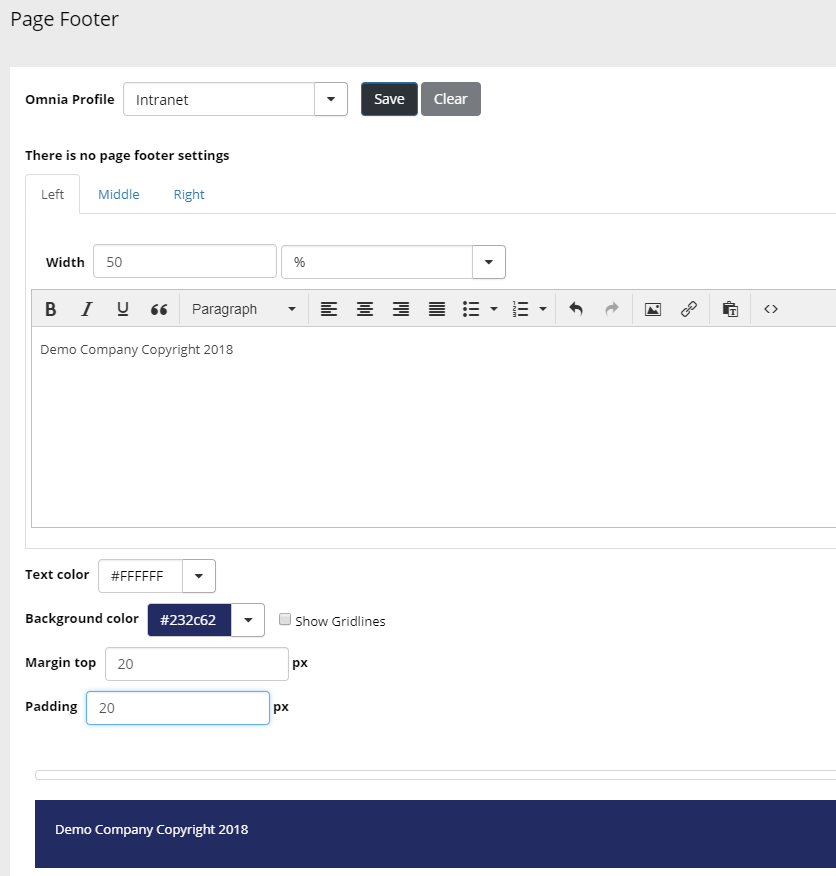 Page Footer
Omnia Profile Intranet Save Clear
There is no page footer settings
Left Middle Right
Width 50 %
B I U Paragraph
Demo Company Copyright 2018
Text color #FFFFFF
Background color #232c62 Show Gridlines
Margin top 20 px
Padding 20 px
Demo Company Copyright 2018